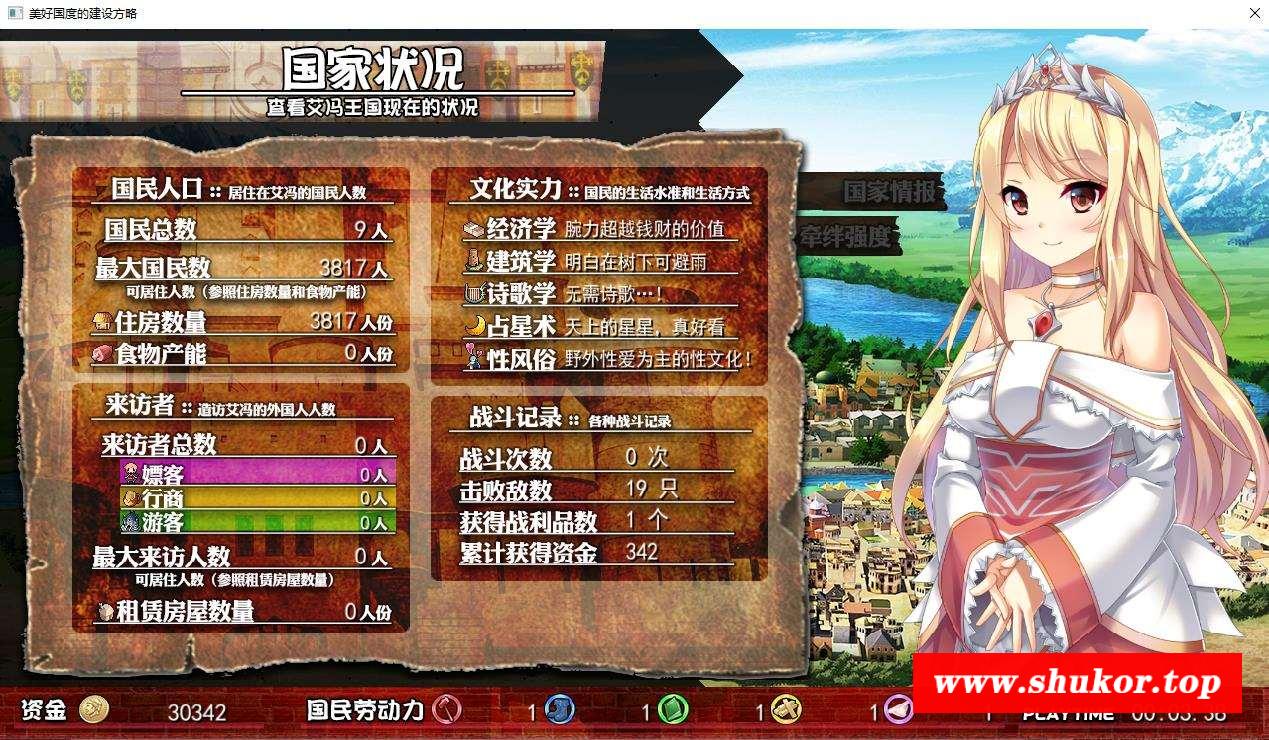 美好国度的建设方略
国家状况
查看艾冯王国现在的状况
国家情报
牵绊强度
国民人口 :: 居住在艾冯的国民人数
国民总数 9 人
最大国民数 3817 人
可居住人数（参照住房数量和食物产能）
住房数量 3817 人份
食物产能 0 人份
来访者 :: 造访艾冯的外国人人数
来访者总数 0 人
嫖客 0 人
行商 0 人
游客 0 人
最大来访人数 0 人
可居住人数（参照租赁房屋数量）
租赁房屋数量 0 人份
文化实力 :: 国民的生活水准和生活方式
经济学 腕力超越钱财的价值
建筑学 明白在树下可避雨
诗歌学 无需诗歌…！
占星术 天上的星星，真好看
性风俗 野外性爱为主的性文化！
战斗记录 :: 各种战斗记录
战斗次数 0 次
击败敌数 19 只
获得战利品数 1 个
累计获得资金 342
www.shukor.top
资金 30342 国民劳动力 1 1 1 1 1 PLAYTIME 00:03:38